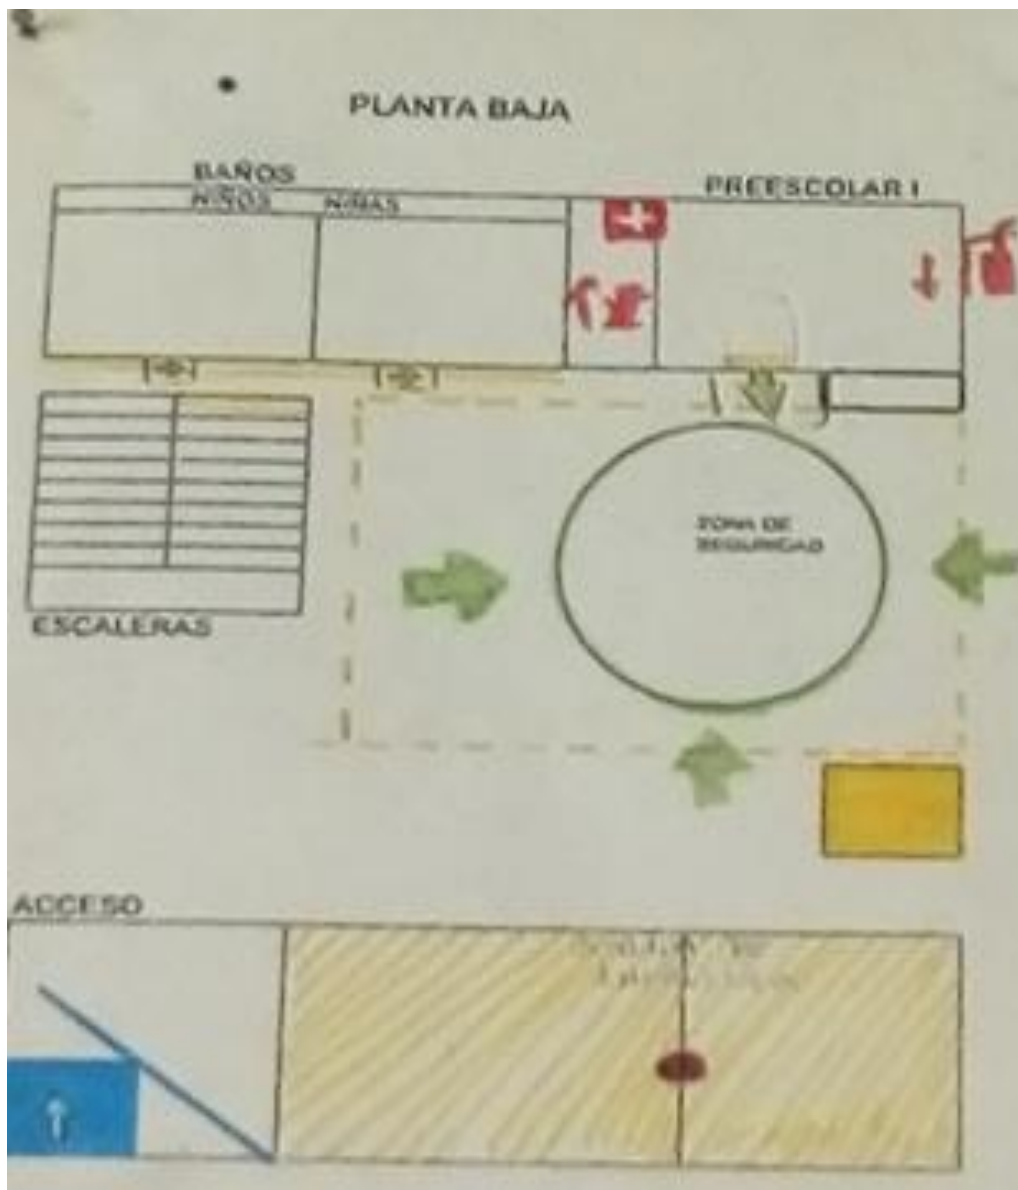 PLANTA BAJA
BAÑOS
NIÑOS NIÑAS
PREESCOLAR I
ZONA DE
SEGURIDAD
ESCALERAS
ACCESO